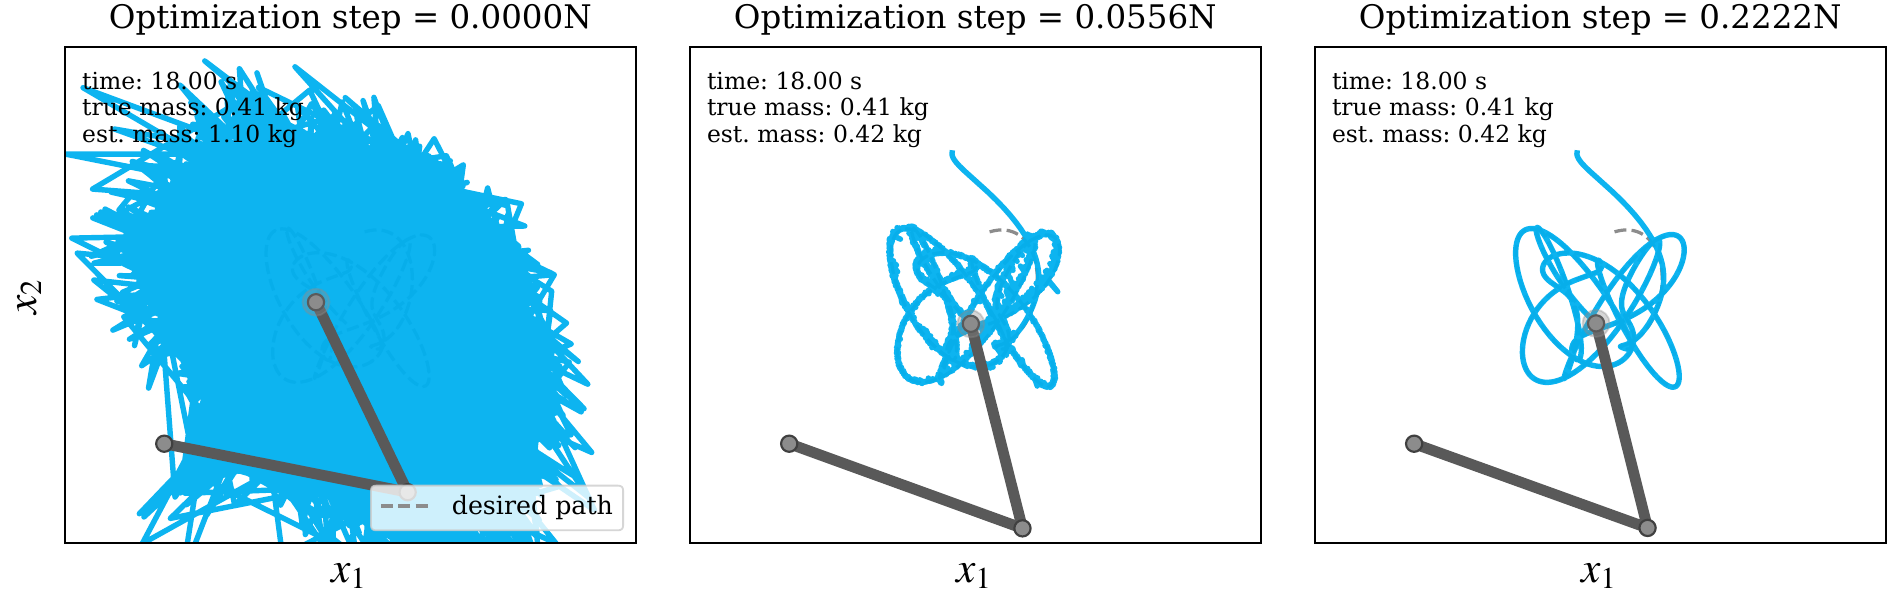 Optimization step = 0.0000N
time: 18.00 s
true mass: 0.41 kg
est. mass: 1.10 kg
desired path
x₂
x₁
Optimization step = 0.0556N
time: 18.00 s
true mass: 0.41 kg
est. mass: 0.42 kg
x₁
Optimization step = 0.2222N
time: 18.00 s
true mass: 0.41 kg
est. mass: 0.42 kg
x₁